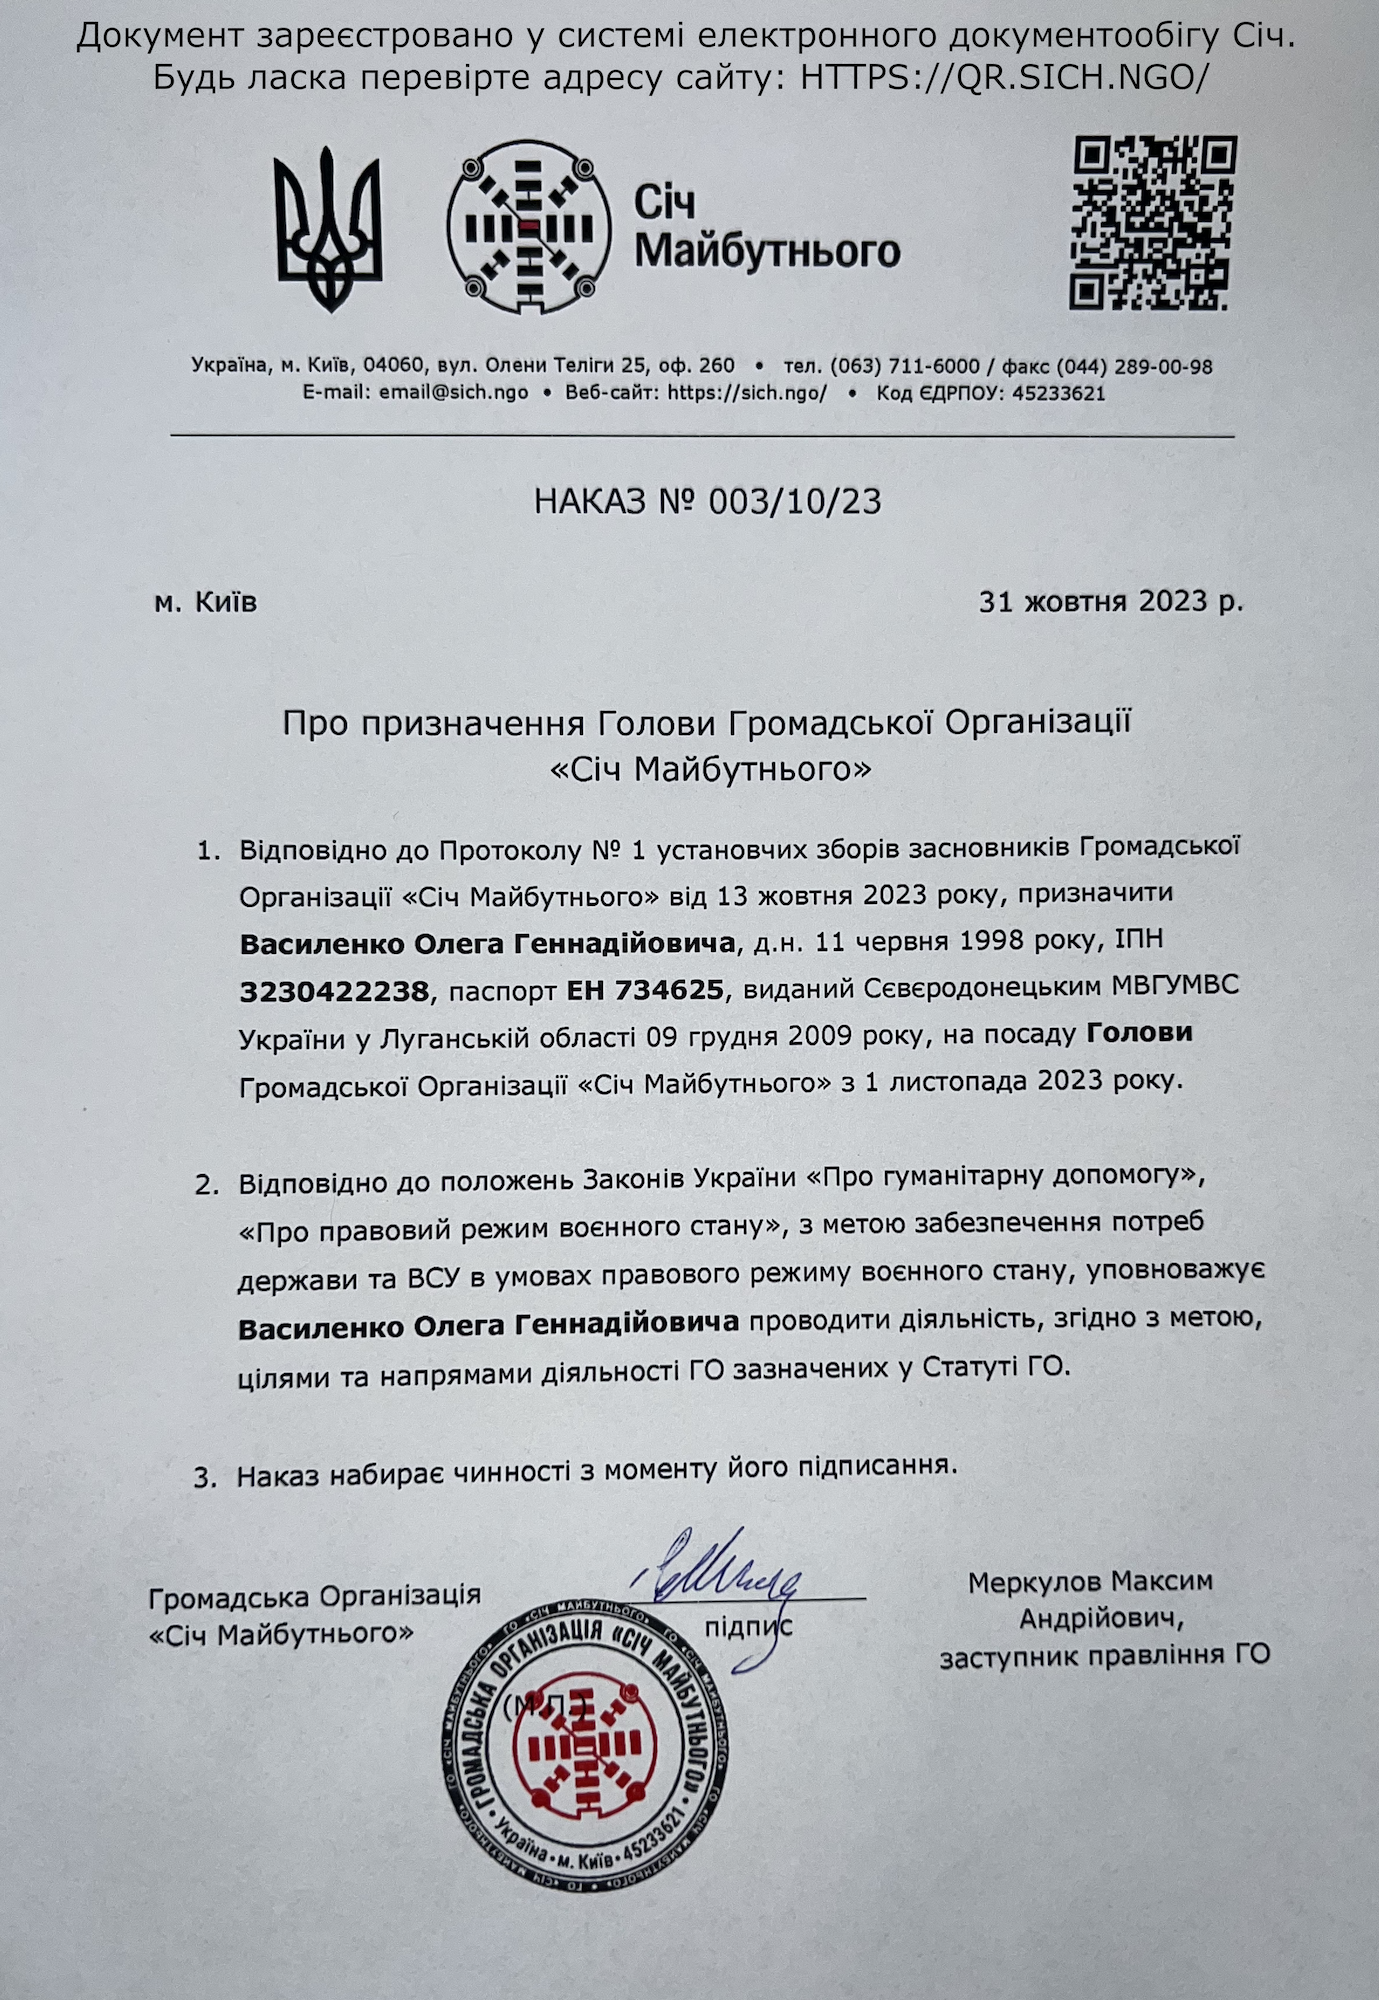 Документ зареєстровано у системі електронного документообігу Січ.
Будь ласка перевірте адресу сайту: HTTPS://QR.SICH.NGO/
Січ
Майбутнього
Україна, м. Київ, 04060, вул. Олени Теліги 25, оф. 260 • тел. (063) 711-6000 / факс (044) 289-00-98
E-mail: email@sich.ngo • Веб-сайт: https://sich.ngo/ • Код ЄДРПОУ: 45233621
НАКАЗ № 003/10/23
м. Київ 31 жовтня 2023 р.
Про призначення Голови Громадської Організації
«Січ Майбутнього»
1. Відповідно до Протоколу № 1 установчих зборів засновників Громадської
Організації «Січ Майбутнього» від 13 жовтня 2023 року, призначити
Василенко Олега Геннадійовича, д.н. 11 червня 1998 року, ІПН
3230422238, паспорт ЕН 734625, виданий Сєвєродонецьким МВГУМВС
України у Луганській області 09 грудня 2009 року, на посаду Голови
Громадської Організації «Січ Майбутнього» з 1 листопада 2023 року.
2. Відповідно до положень Законів України «Про гуманітарну допомогу»,
«Про правовий режим воєнного стану», з метою забезпечення потреб
держави та ВСУ в умовах правового режиму воєнного стану, уповноважує
Василенко Олега Геннадійовича проводити діяльність, згідно з метою,
цілями та напрямами діяльності ГО зазначених у Статуті ГО.
3. Наказ набирає чинності з моменту його підписання.
Громадська Організація
«Січ Майбутнього»
підпис
(М.П.)
Меркулов Максим
Андрійович,
заступник правління ГО
ГРОМАДСЬКА ОРГАНІЗАЦІЯ «СІЧ МАЙБУТНЬОГО»
• Україна • м. Київ • 45233621 •
ГО «СІЧ МАЙБУТНЬОГО» ГО «СІЧ МАЙБУТНЬОГО» ГО «СІЧ МАЙБУТНЬОГО»